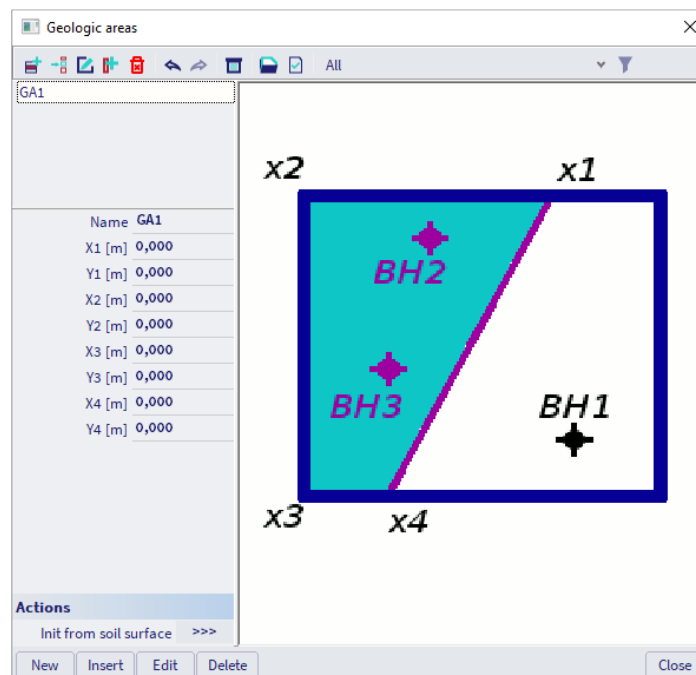 Geologic areas
All
GA1
Name GA1
X1 [m] 0,000
Y1 [m] 0,000
X2 [m] 0,000
Y2 [m] 0,000
X3 [m] 0,000
Y3 [m] 0,000
X4 [m] 0,000
Y4 [m] 0,000
x2 x1
BH2
BH3 BH1
x3 x4
Actions
Init from soil surface >>>
New Insert Edit Delete Close